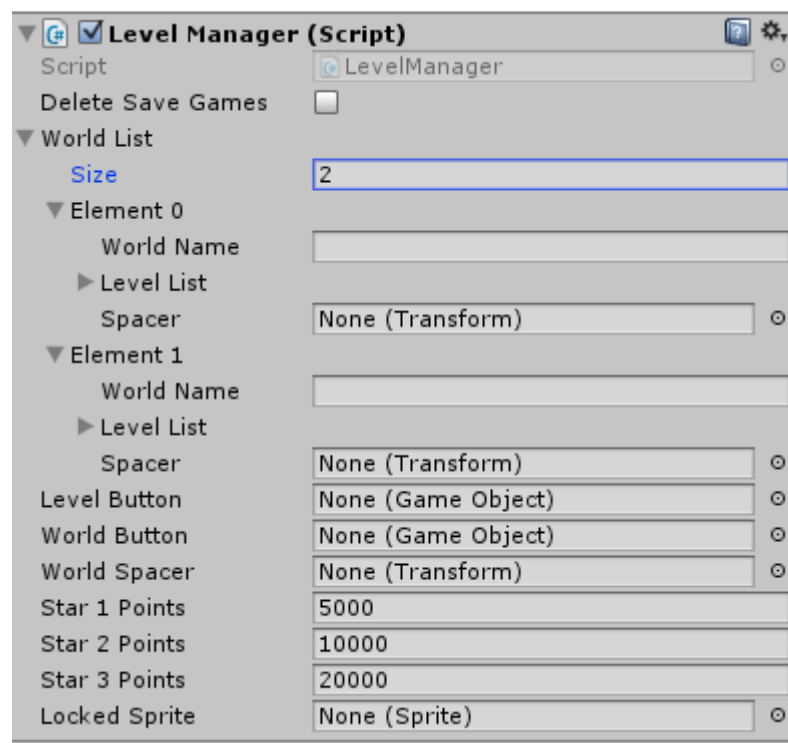 Level Manager (Script)
Script LevelManager
Delete Save Games
World List
Size 2
Element 0
World Name
Level List
Spacer None (Transform)
Element 1
World Name
Level List
Spacer None (Transform)
Level Button None (Game Object)
World Button None (Game Object)
World Spacer None (Transform)
Star 1 Points 5000
Star 2 Points 10000
Star 3 Points 20000
Locked Sprite None (Sprite)